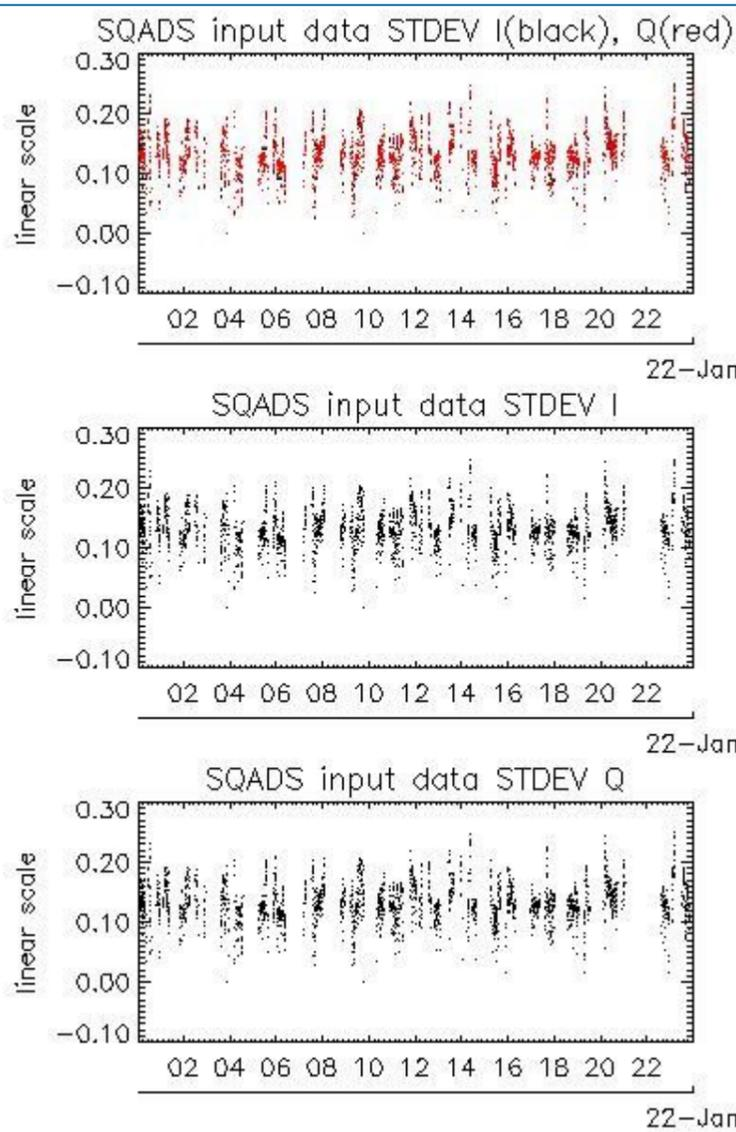 SQADS input data STDEV I(black), Q(red)
0.30
0.20
0.10
0.00
-0.10
linear scale
02 04 06 08 10 12 14 16 18 20 22
22-Jan
SQADS input data STDEV I
0.30
0.20
0.10
0.00
-0.10
linear scale
02 04 06 08 10 12 14 16 18 20 22
22-Jan
SQADS input data STDEV Q
0.30
0.20
0.10
0.00
-0.10
linear scale
02 04 06 08 10 12 14 16 18 20 22
22-Jan